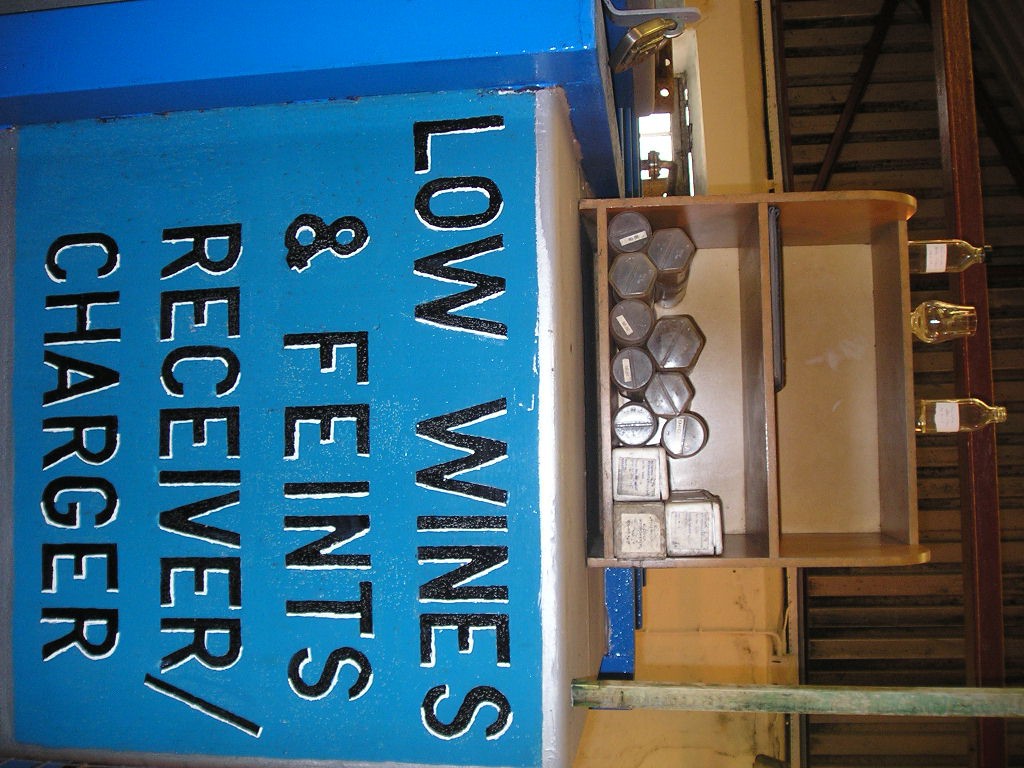 LOW WINES
& FEINTS
RECEIVER/
CHARGER